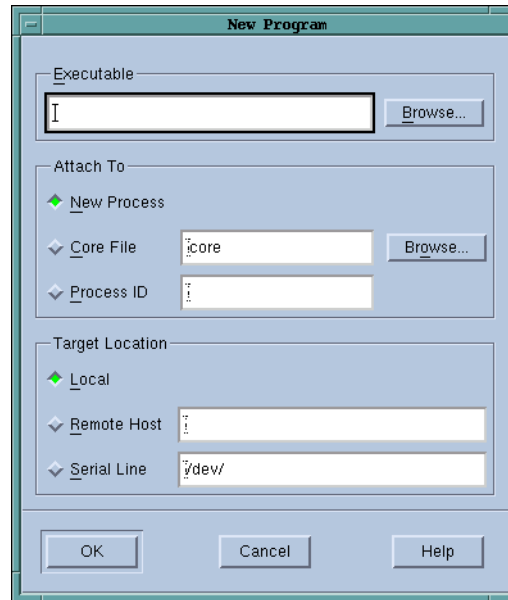 New Program
Executable
Browse...
Attach To
New Process
Core File core Browse...
Process ID
Target Location
Local
Remote Host
Serial Line /dev/
OK Cancel Help